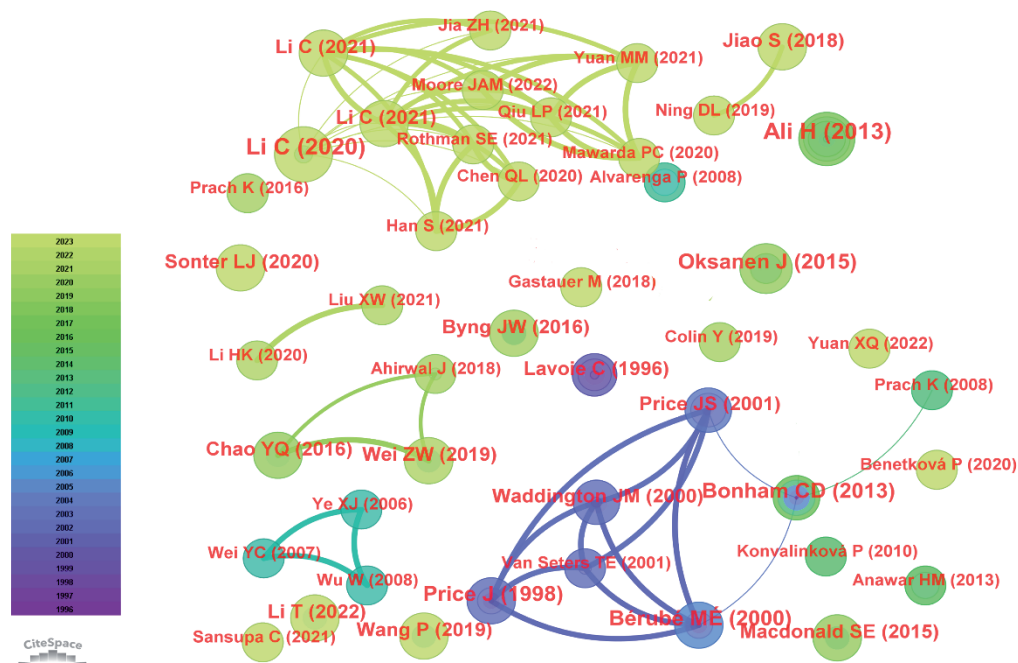 Jia ZH (2021)
Li C (2021)
Jiao S (2018)
Yuan MM (2021)
Moore JAM (2022)
Ning DL (2019)
Qiu LP (2021)
Li C (2021)
Ali H (2013)
Rothman SE (2021)
Li C (2020)
Mawarda PC (2020)
Chen QL (2020)
Alvarenga P (2008)
Prach K (2016)
Han S (2021)
Sonter LJ (2020)
Oksanen J (2015)
Gastauer M (2018)
Liu XW (2021)
Byng JW (2016)
Colin Y (2019)
Yuan XQ (2022)
Li HK (2020)
Ahirwal J (2018)
Lavoie C (1996)
Prach K (2008)
Price JS (2001)
Chao YQ (2016)
Wei ZW (2019)
Benetková P (2020)
Waddington JM (2000)
Bonham CD (2013)
Ye XJ (2006)
Wei YC (2007)
Konvalinková P (2010)
Van Seters TE (2001)
Wu W (2008)
Anawar HM (2013)
Price J (1998)
Li T (2022)
Bérubé MÉ (2000)
Wang P (2019)
Macdonald SE (2015)
Sansupa C (2021)
2023
2022
2021
2020
2019
2018
2017
2016
2015
2014
2013
2012
2011
2010
2009
2008
2007
2006
2005
2004
2003
2002
2001
2000
1999
1998
1997
1996
CiteSpace